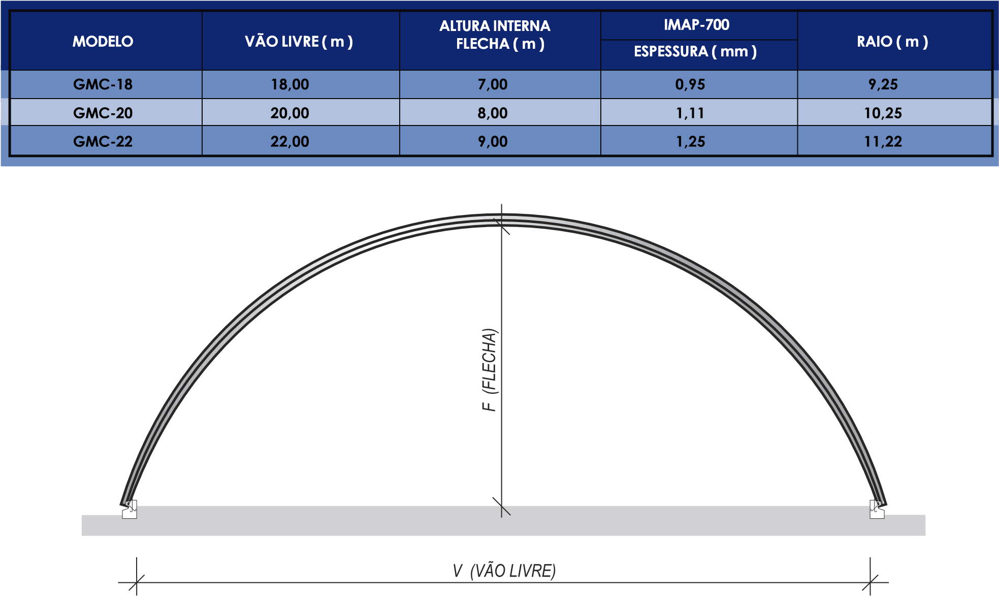 MODELO
VÃO LIVRE ( m )
ALTURA INTERNA
FLECHA ( m )
IMAP-700
ESPESSURA ( mm )
RAIO ( m )
GMC-18 18,00 7,00 0,95 9,25
GMC-20 20,00 8,00 1,11 10,25
GMC-22 22,00 9,00 1,25 11,22
F (FLECHA)
V (VÃO LIVRE)